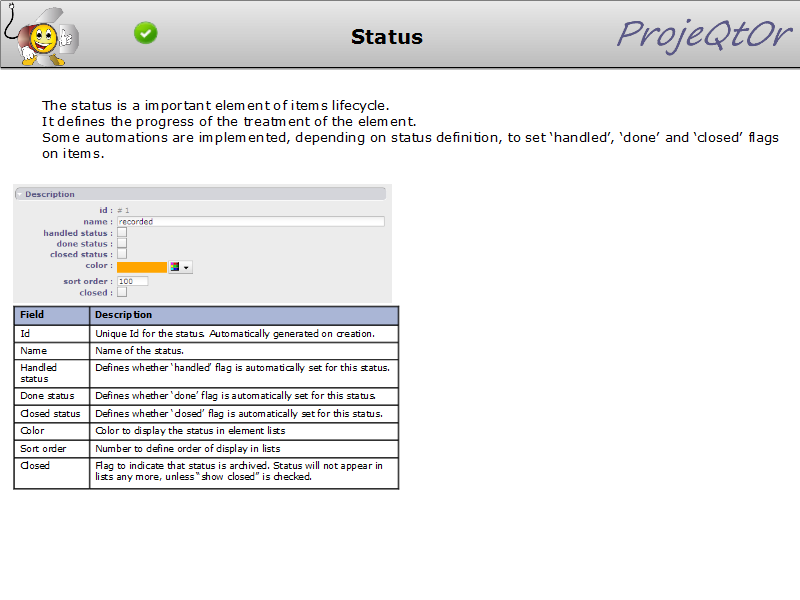 Status
ProjeQtOr
The status is a important element of items lifecycle.
It defines the progress of the treatment of the element.
Some automations are implemented, depending on status definition, to set ‘handled’, ‘done’ and ‘closed’ flags
on items.
Description
id : # 1
name : recorded
handled status :
done status :
closed status :
color :
sort order : 100
closed :
Field Description
Id Unique Id for the status. Automatically generated on creation.
Name Name of the status.
Handled Defines whether ‘handled’ flag is automatically set for this status.
status
Done status Defines whether ‘done’ flag is automatically set for this status.
Closed status Defines whether ‘closed’ flag is automatically set for this status.
Color Color to display the status in element lists
Sort order Number to define order of display in lists
Closed Flag to indicate that status is archived. Status will not appear in
lists any more, unless “show closed” is checked.